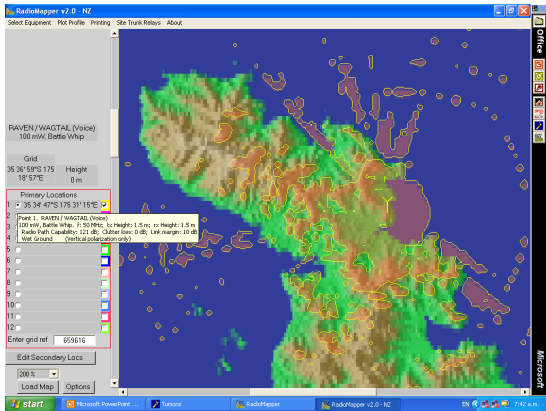 RadioMapper v2.0 - NZ
Select Equipment Plot Profile Printing Site Trunk Relays About
Office
RAVEN / WAGTAIL (Voice)
100 mW, Battle Whip
Grid
35 36' 59"S 175
18' 57"E
Height
0 m
Primary Locations
1 35 34' 47"S 175 31' 15"E
2
Point 1. RAVEN / WAGTAIL (Voice)
100 mW, Battle Whip. f: 50 MHz; tx Height: 1.5 m; rx Height: 1.5 m
Radio Path Capability: 121 dB; Clutter loss: 0 dB; Link margin: 10 dB
Wet Ground (Vertical polarization only)
5
6
7
8
9
10
11
12
Enter grid ref 659616
Edit Secondary Locs
200 %
Load Map Options
Microsoft
start Microsoft PowerPoint ... Tumonz RadioMapper RadioMapper v2.0 - NZ EN 7:42 a.m.